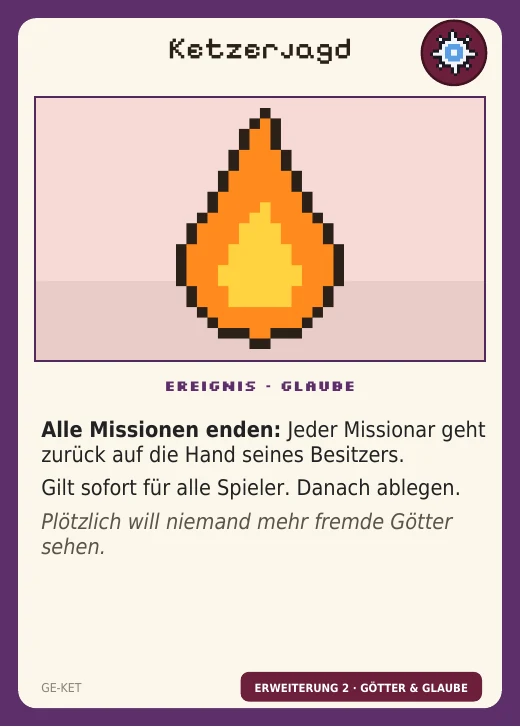 Ketzerjagd
EREIGNIS · GLAUBE
Alle Missionen enden: Jeder Missionar geht
zurück auf die Hand seines Besitzers.
Gilt sofort für alle Spieler. Danach ablegen.
Plötzlich will niemand mehr fremde Götter
sehen.
GE-KET
ERWEITERUNG 2 · GÖTTER & GLAUBE